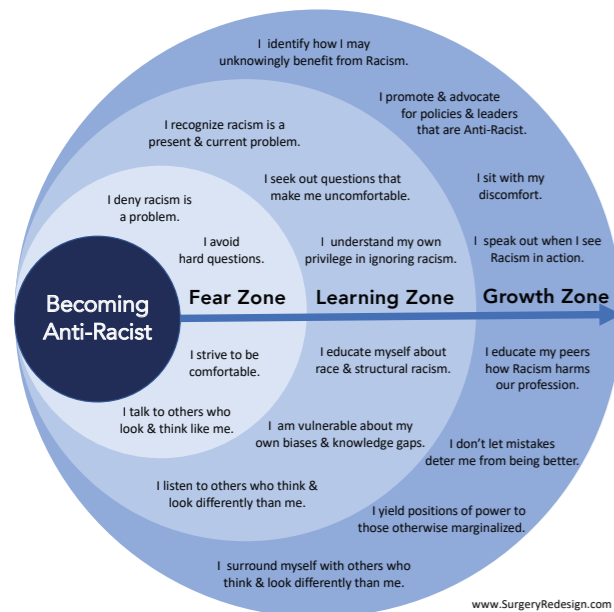 I identify how I may
unknowingly benefit from Racism.
I promote & advocate
for policies & leaders
that are Anti-Racist.
I recognize racism is a
present & current problem.
I seek out questions that
make me uncomfortable.
I sit with my
discomfort.
I deny racism is
a problem.
I avoid
hard questions.
I understand my own
privilege in ignoring racism.
I speak out when I see
Racism in action.
Becoming
Anti-Racist
Fear Zone
Learning Zone
Growth Zone
I strive to be
comfortable.
I educate myself about
race & structural racism.
I educate my peers
how Racism harms
our profession.
I talk to others who
look & think like me.
I am vulnerable about my
own biases & knowledge gaps.
I don’t let mistakes
deter me from being better.
I listen to others who think &
look differently than me.
I yield positions of power to
those otherwise marginalized.
I surround myself with others who
think & look differently than me.
www.SurgeryRedesign.com